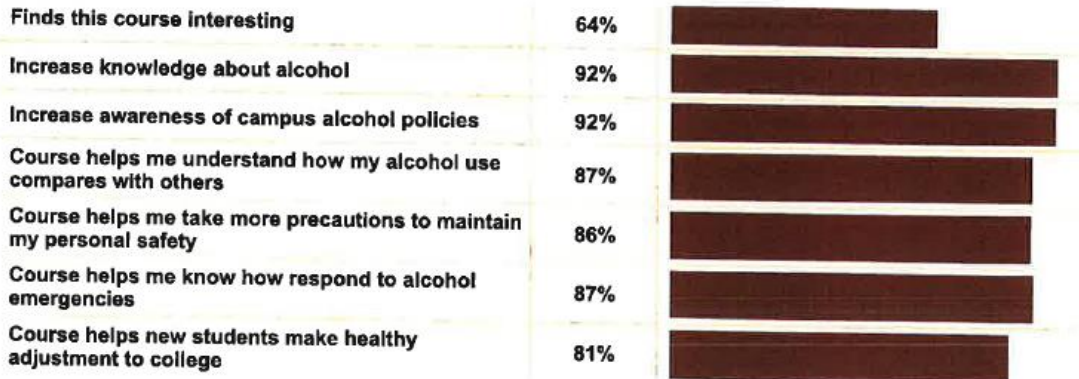 Finds this course interesting 64%
Increase knowledge about alcohol 92%
Increase awareness of campus alcohol policies 92%
Course helps me understand how my alcohol use
compares with others 87%
Course helps me take more precautions to maintain
my personal safety 86%
Course helps me know how respond to alcohol
emergencies 87%
Course helps new students make healthy
adjustment to college 81%